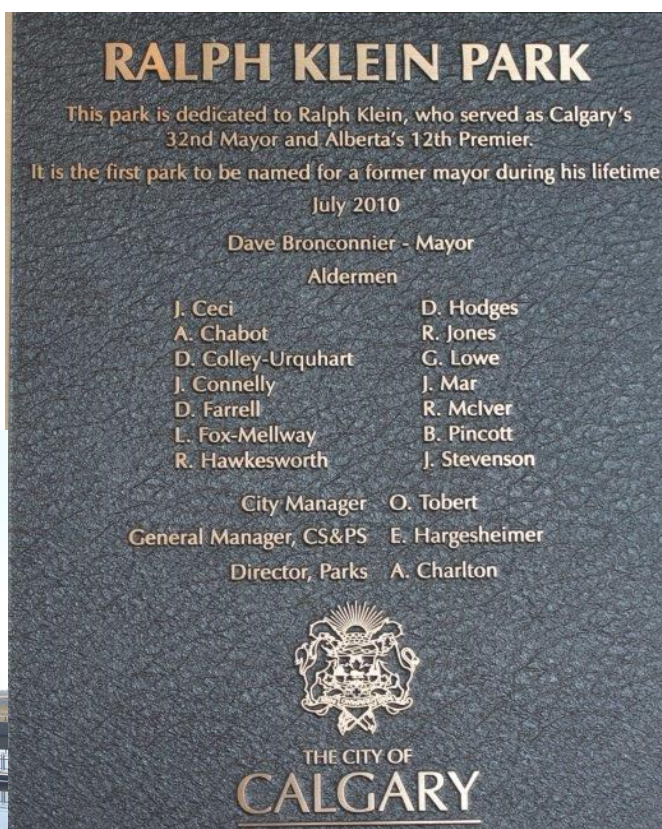 RALPH KLEIN PARK
This park is dedicated to Ralph Klein, who served as Calgary's
32nd Mayor and Alberta's 12th Premier.
It is the first park to be named for a former mayor during his lifetime
July 2010
Dave Bronconnier - Mayor
Aldermen
J. Ceci D. Hodges
A. Chabot R. Jones
D. Colley-Urquhart G. Lowe
J. Connelly J. Mar
D. Farrell R. McIver
L. Fox-Mellway B. Pincott
R. Hawkesworth J. Stevenson
City Manager O. Tobert
General Manager, CS&PS E. Hargesheimer
Director, Parks A. Charlton
THE CITY OF
CALGARY